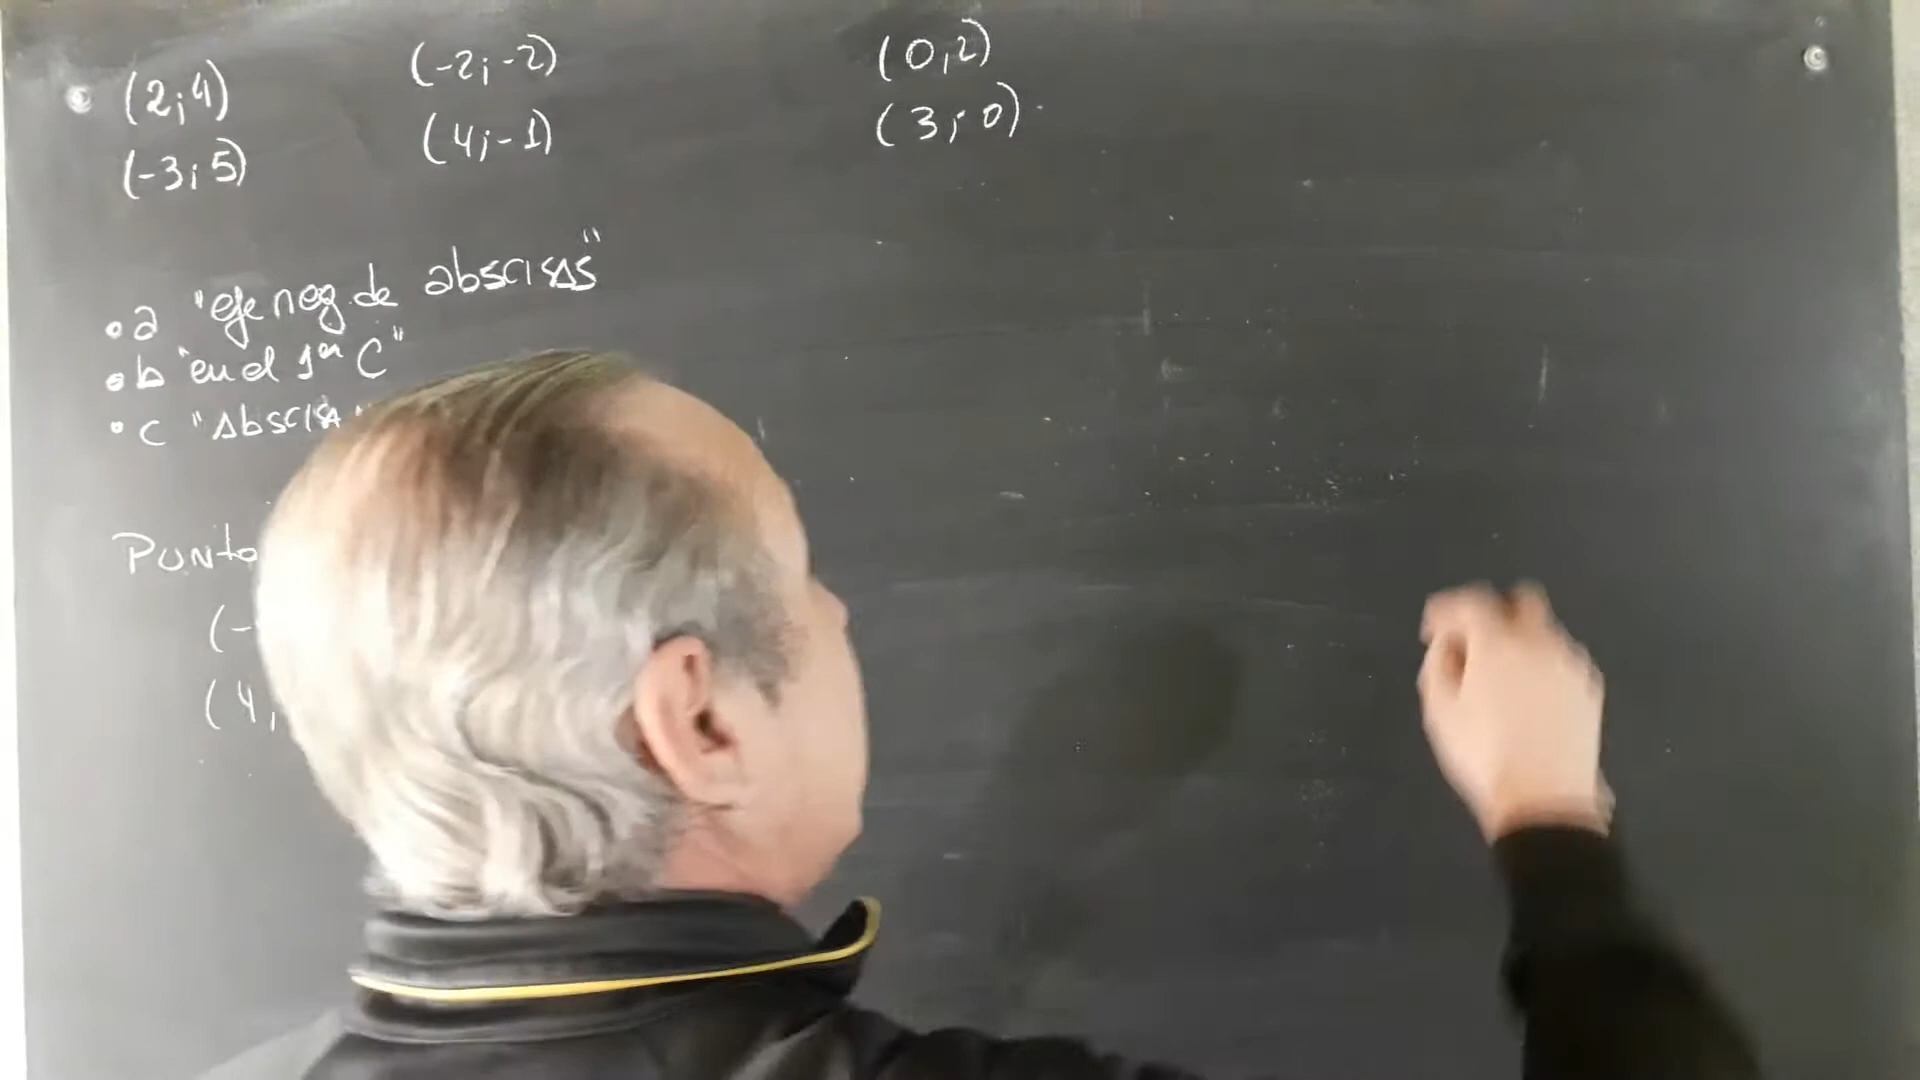 (2;4)
(-3;5)
(-2;-2)
(4;-1)
(0,2)
(3;0)
• a "eje neg. de abscisas"
• b "en el 1er C"
• c "Abscisa
Punto
(-
(4,